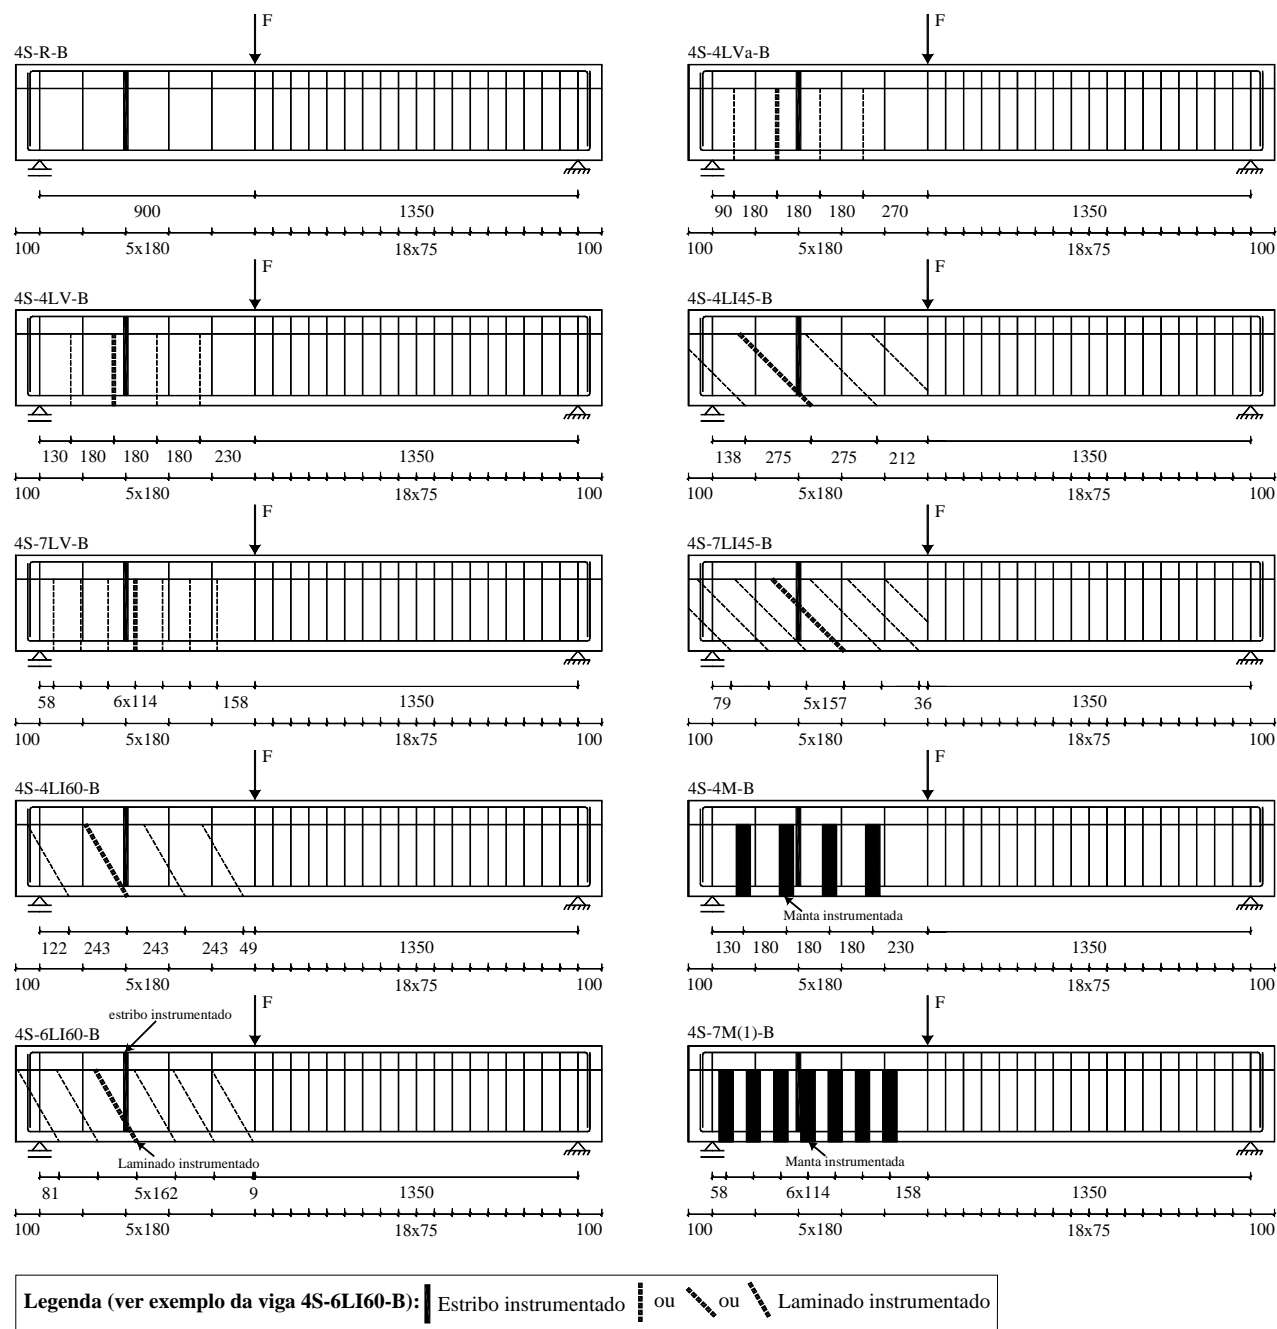 F
4S-R-B
900
1350
100
5x180
18x75
100
F
4S-4LVa-B
90
180
180
180
270
1350
100
5x180
18x75
100
F
4S-4LV-B
130
180
180
180
230
1350
100
5x180
18x75
100
F
4S-4LI45-B
138
275
275
212
1350
100
5x180
18x75
100
F
4S-7LV-B
58
6x114
158
1350
100
5x180
18x75
100
F
4S-7LI45-B
79
5x157
36
1350
100
5x180
18x75
100
F
4S-4LI60-B
122
243
243
243
49
1350
100
5x180
18x75
100
F
4S-4M-B
Manta instrumentada
130
180
180
180
230
1350
100
5x180
18x75
100
F
estribo instrumentado
4S-6LI60-B
Laminado instrumentado
81
5x162
9
1350
100
5x180
18x75
100
F
4S-7M(1)-B
Manta instrumentada
58
6x114
158
1350
100
5x180
18x75
100
Legenda (ver exemplo da viga 4S-6LI60-B): Estribo instrumentado ou ou Laminado instrumentado